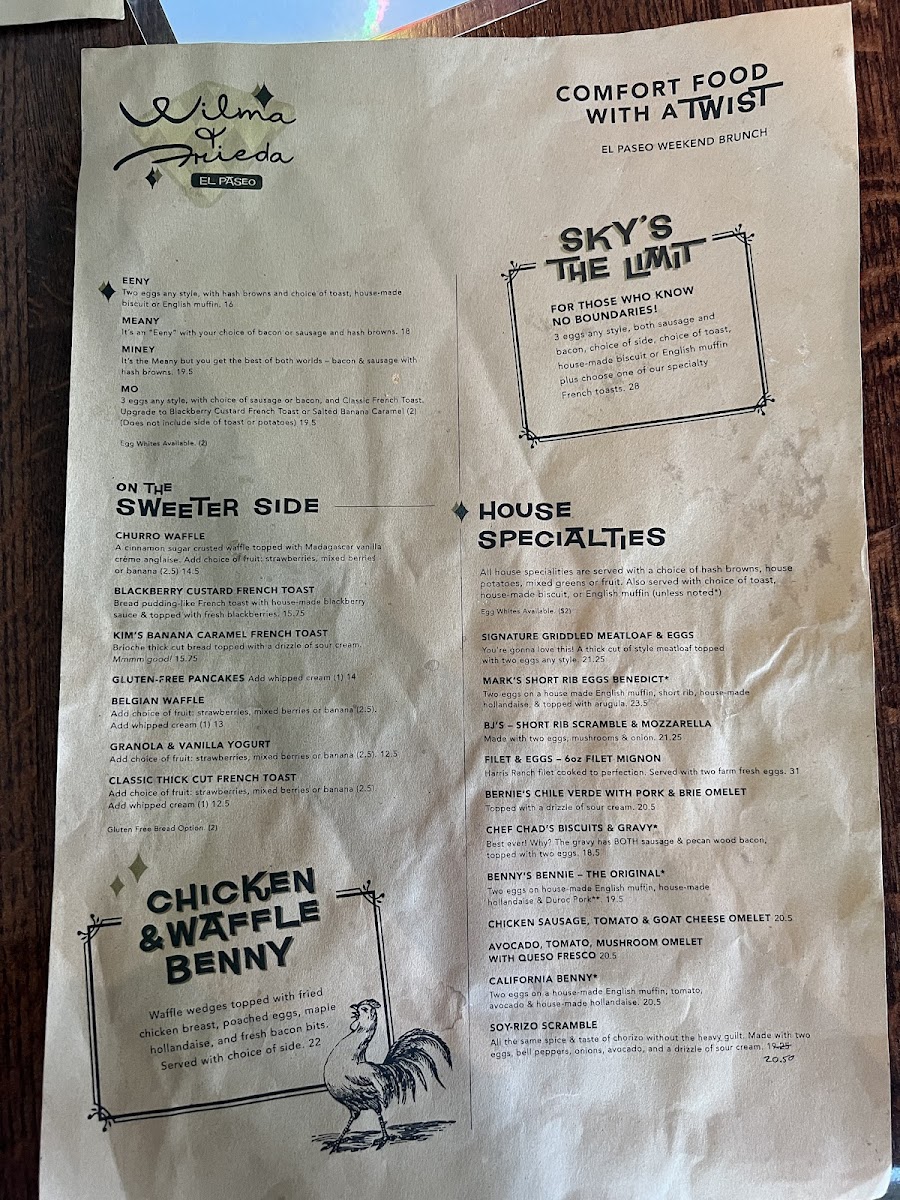 Wilma
&
Frieda
EL PASEO
COMFORT FOOD
WITH A TWIST
EL PASEO WEEKEND BRUNCH
EENY
Two eggs any style, with hash browns and choice of toast, house-made
biscuit or English muffin. 16
MEANY
It's an "Eeny" with your choice of bacon or sausage and hash browns. 18
MINEY
It's the Meany but you get the best of both worlds – bacon & sausage with
hash browns. 19.5
MO
3 eggs any style, with choice of sausage or bacon, and Classic French Toast.
Upgrade to Blackberry Custard French Toast or Salted Banana Caramel (2)
(Does not include side of toast or potatoes) 19.5
Egg Whites Available. (2)
SKY'S
THE LIMIT
FOR THOSE WHO KNOW
NO BOUNDARIES!
3 eggs any style, both sausage and
bacon, choice of side, choice of toast,
house-made biscuit or English muffin
plus choose one of our specialty
French toasts. 28
ON THE
SWEETER SIDE
CHURRO WAFFLE
A cinnamon sugar crusted waffle topped with Madagascar vanilla
crème anglaise. Add choice of fruit: strawberries, mixed berries
or banana (2.5) 14.5
BLACKBERRY CUSTARD FRENCH TOAST
Bread pudding-like French toast with house-made blackberry
sauce & topped with fresh blackberries. 15.75
KIM'S BANANA CARAMEL FRENCH TOAST
Brioche thick cut bread topped with a drizzle of sour cream.
Mmmm good! 15.75
GLUTEN-FREE PANCAKES Add whipped cream (1) 14
BELGIAN WAFFLE
Add choice of fruit: strawberries, mixed berries or banana (2.5).
Add whipped cream (1) 13
GRANOLA & VANILLA YOGURT
Add choice of fruit: strawberries, mixed berries or banana (2.5). 12.5
CLASSIC THICK CUT FRENCH TOAST
Add choice of fruit: strawberries, mixed berries or banana (2.5)
Add whipped cream (1) 12.5
Gluten Free Bread Option. (2)
CHICKEN
& WAFFLE
BENNY
Waffle wedges topped with fried
chicken breast, poached eggs, maple
hollandaise, and fresh bacon bits.
Served with choice of side. 22
HOUSE
SPECIALTIES
All house specialities are served with a choice of hash browns, house
potatoes, mixed greens or fruit. Also served with choice of toast,
house-made biscuit, or English muffin (unless noted*)
Egg Whites Available. ($2)
SIGNATURE GRIDDLED MEATLOAF & EGGS
You're gonna love this! A thick cut of style meatloaf topped
with two eggs any style. 21.25
MARK'S SHORT RIB EGGS BENEDICT*
Two eggs on a house made English muffin, short rib, house-made
hollandaise, & topped with arugula. 23.5
BJ'S – SHORT RIB SCRAMBLE & MOZZARELLA
Made with two eggs, mushrooms & onion. 21.25
FILET & EGGS – 6oz FILET MIGNON
Harris Ranch filet cooked to perfection. Served with two farm fresh eggs. 31
BERNIE'S CHILE VERDE WITH PORK & BRIE OMELET
Topped with a drizzle of sour cream. 20.5
CHEF CHAD'S BISCUITS & GRAVY*
Best ever! Why? The gravy has BOTH sausage & pecan wood bacon,
topped with two eggs. 18.5
BENNY'S BENNIE – THE ORIGINAL*
Two eggs on house-made English muffin, house-made
hollandaise & Duroc Pork**. 19.5
CHICKEN SAUSAGE, TOMATO & GOAT CHEESE OMELET 20.5
AVOCADO, TOMATO, MUSHROOM OMELET
WITH QUESO FRESCO 20.5
CALIFORNIA BENNY*
Two eggs on a house-made English muffin, tomato,
avocado & house-made hollandaise. 20.5
SOY-RIZO SCRAMBLE
All the same spice & taste of chorizo without the heavy guilt. Made with two
eggs, bell peppers, onions, avocado, and a drizzle of sour cream. 19.25
20.50